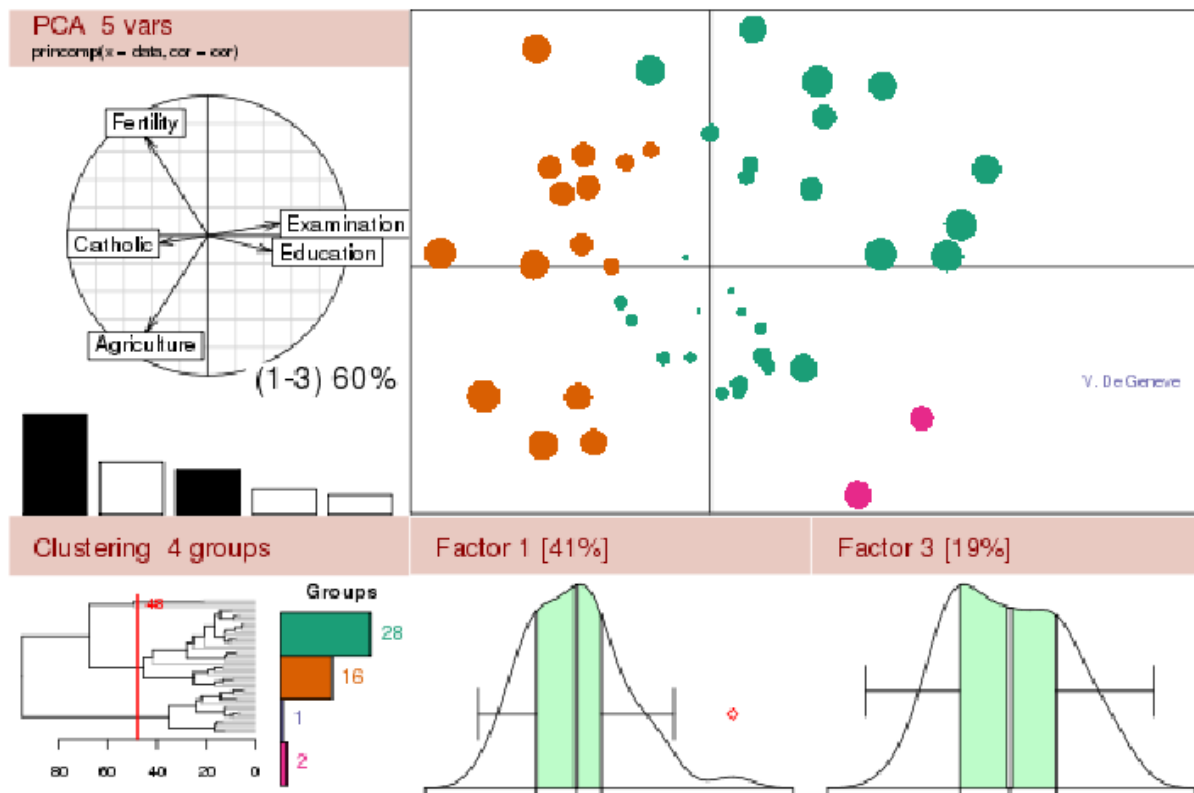 PCA 5 vars
princomp(x = data, cor = cor)
Fertility
Examination
Catholic
Education
Agriculture
(1-3) 60%
V. De Geneve
Clustering 4 groups
Factor 1 [41%]
Factor 3 [19%]
48
Groups
28
16
1
2
80 60 40 20 0